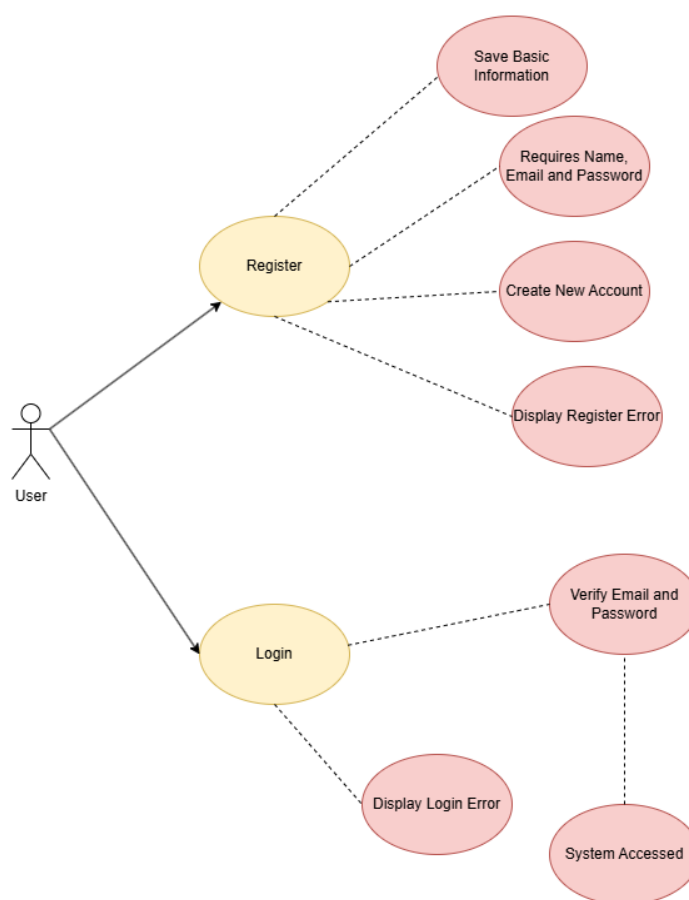 Save Basic
Information
Requires Name,
Email and Password
Register
Create New Account
Display Register Error
User
Verify Email and
Password
Login
Display Login Error
System Accessed